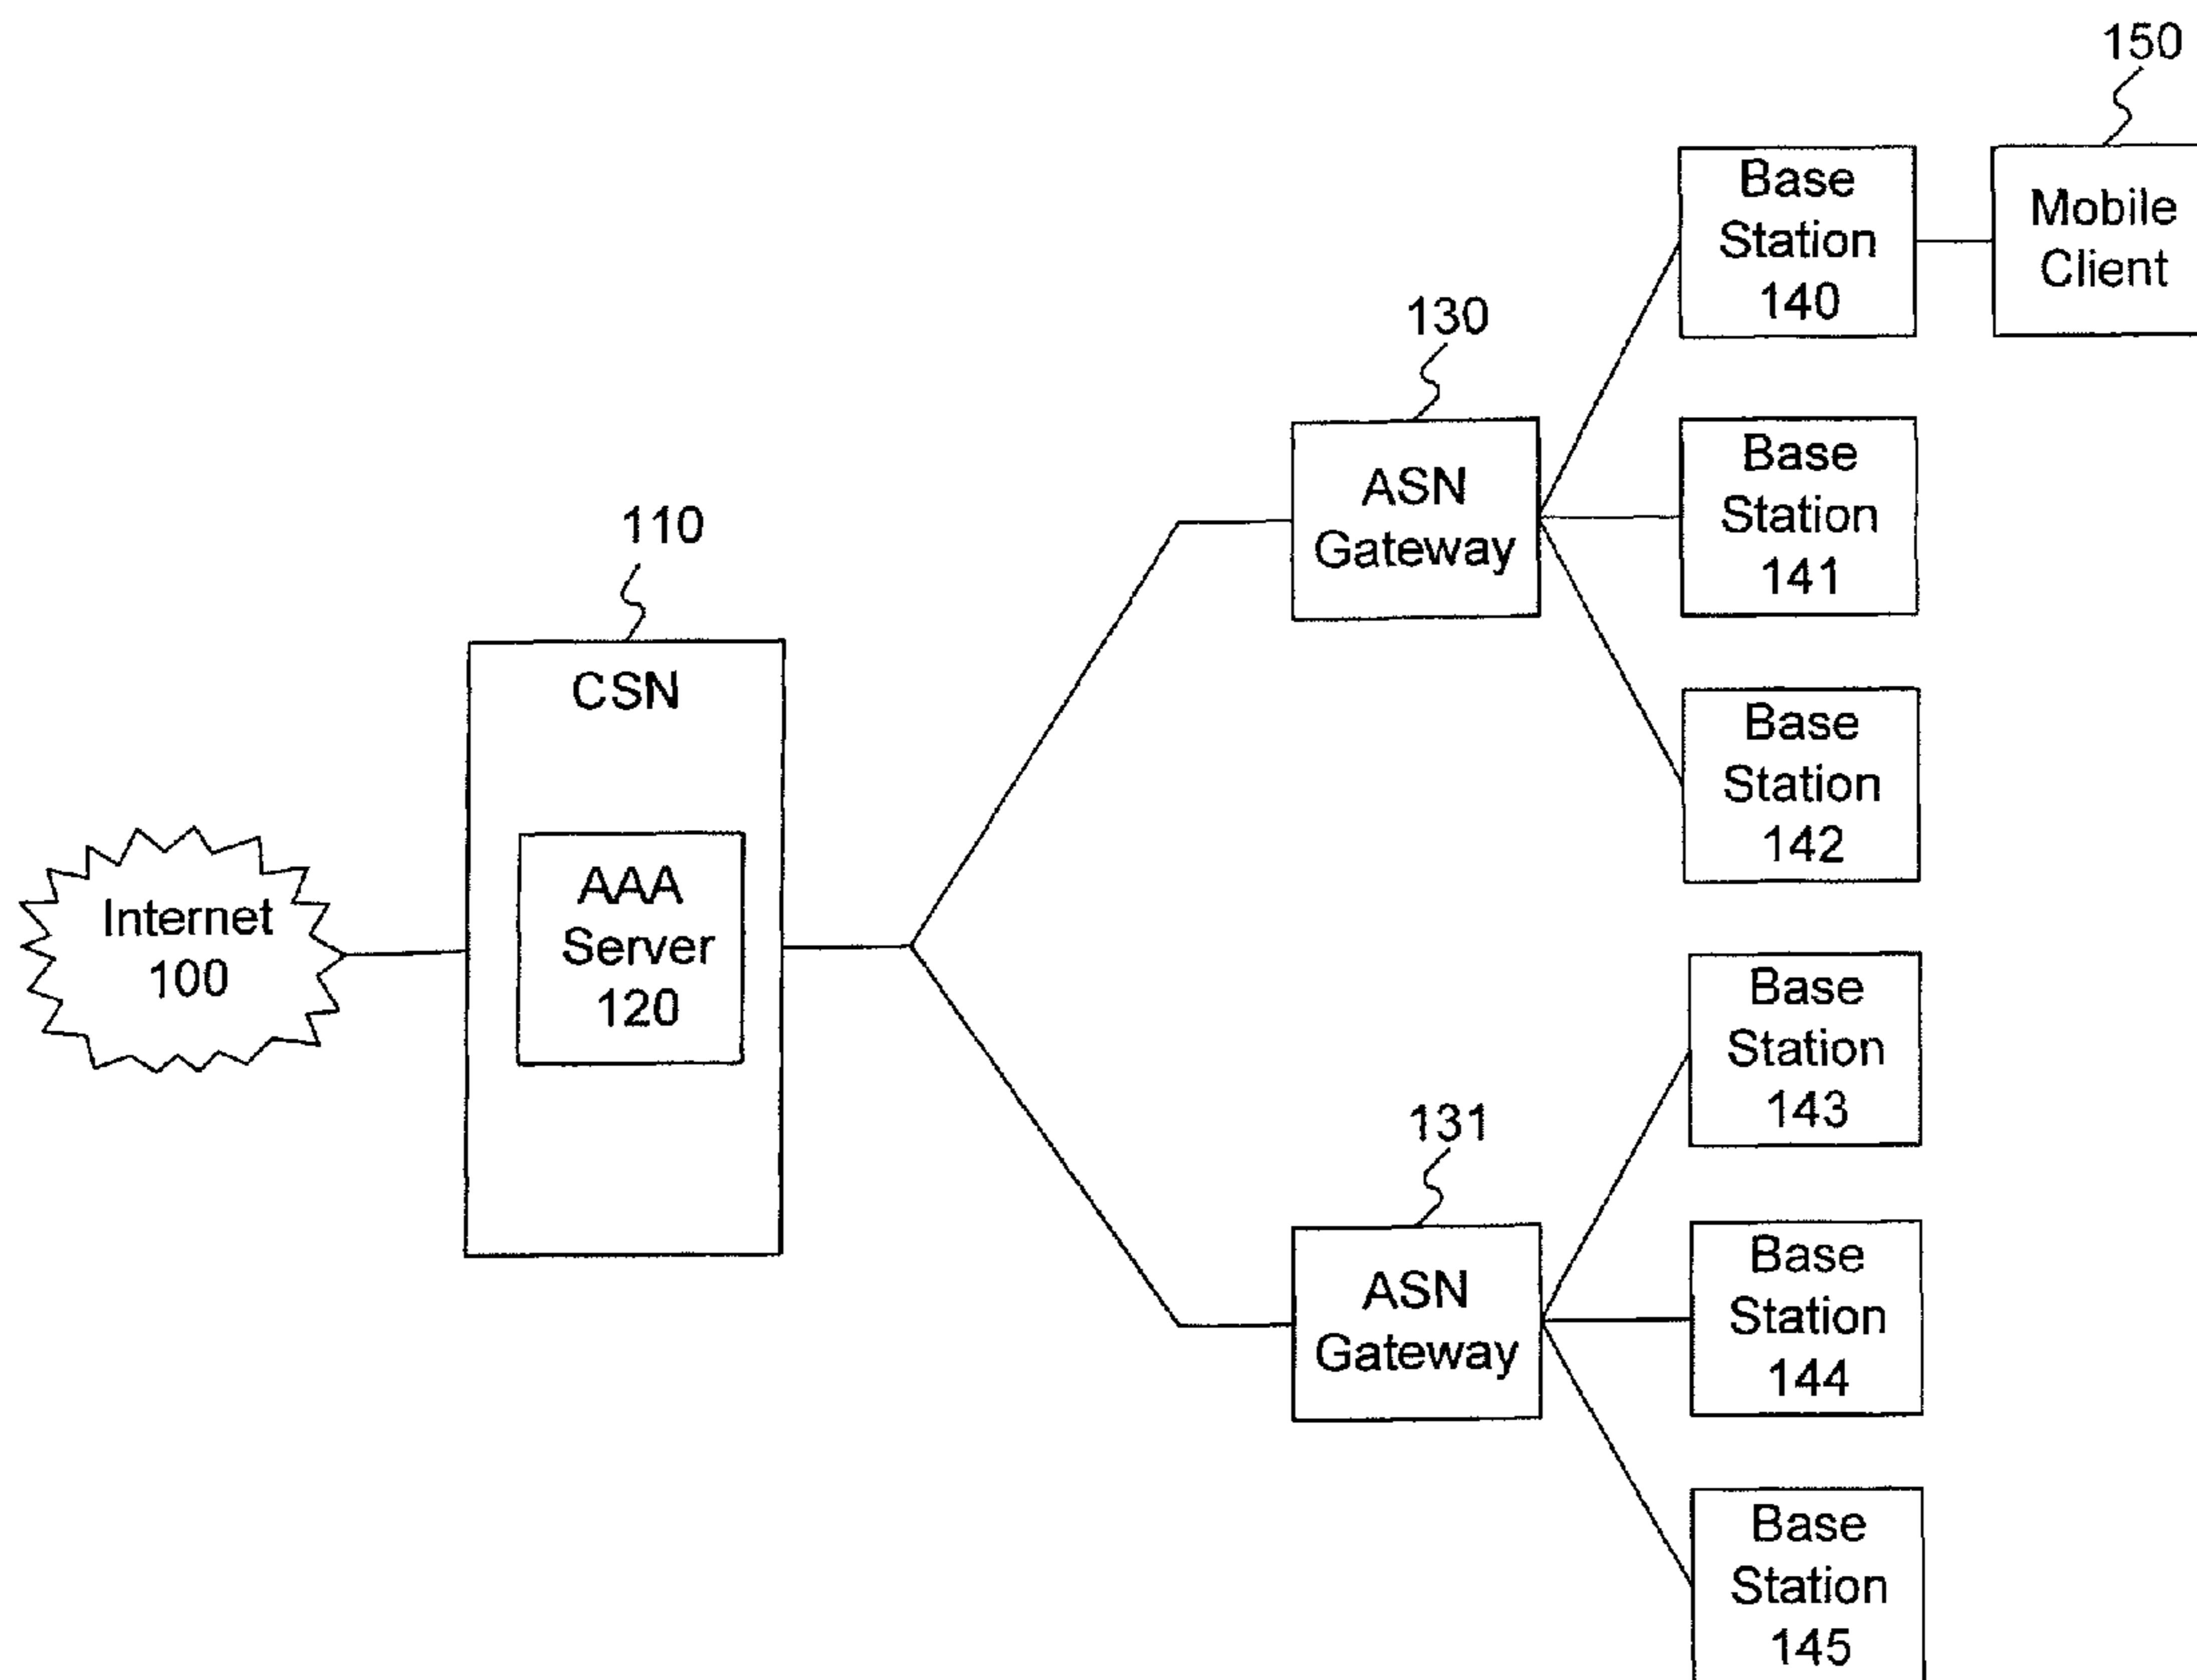 150
Base
Station
140
Mobile
Client
130
ASN
Gateway
Base
Station
141
110
CSN
Base
Station
142
AAA
Server
120
Internet
100
Base
Station
143
131
ASN
Gateway
Base
Station
144
Base
Station
145